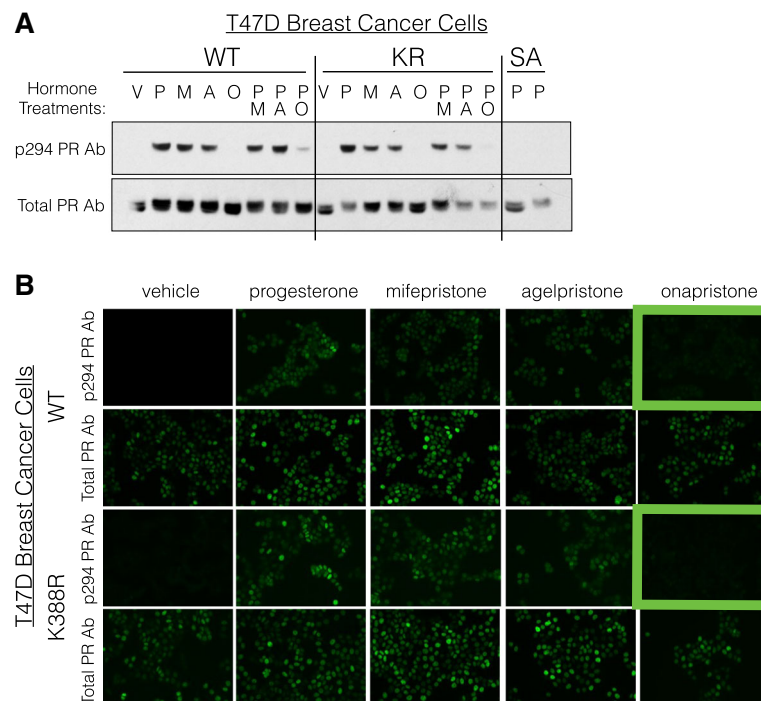 A
T47D Breast Cancer Cells
WT KR SA
Hormone Treatments:
V P M A O P M P A P O V P M A O P M P A P O P P
p294 PR Ab
Total PR Ab
B
vehicle progesterone mifepristone agelpristone onapristone
T47D Breast Cancer Cells
WT
p294 PR Ab
Total PR Ab
K388R
p294 PR Ab
Total PR Ab